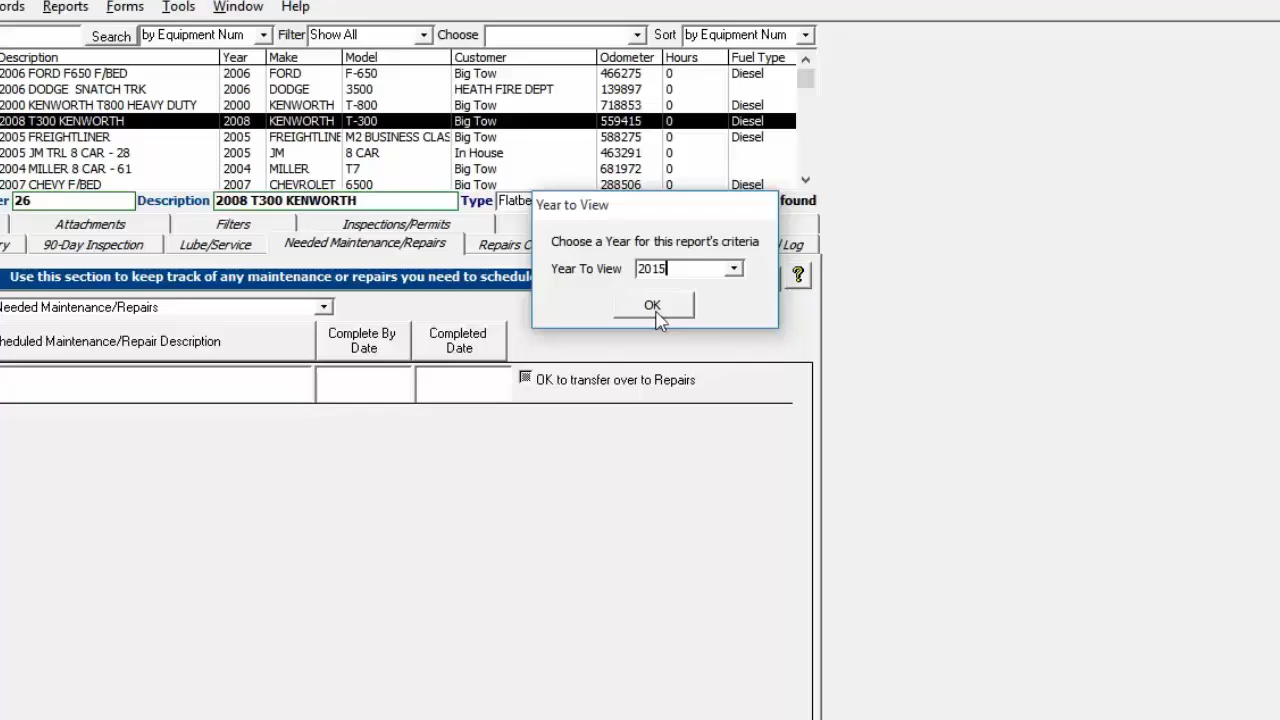 ords Reports Forms Tools Window Help
Search by Equipment Num Filter Show All Choose Sort by Equipment Num
Description Year Make Model Customer Odometer Hours Fuel Type
2006 FORD F650 F/BED 2006 FORD F-650 Big Tow 466275 0 Diesel
2006 DODGE SNATCH TRK 2006 DODGE 3500 HEATH FIRE DEPT 139897 0
2000 KENWORTH T800 HEAVY DUTY 2000 KENWORTH T-800 Big Tow 718853 0 Diesel
2008 T300 KENWORTH 2008 KENWORTH T-300 Big Tow 559415 0 Diesel
2005 FREIGHTLINER 2005 FREIGHTLINE M2 BUSINESS CLAS Big Tow 588275 0 Diesel
2005 JM TRL 8 CAR - 28 2005 JM 8 CAR In House 463291 0
2004 MILLER 8 CAR - 61 2004 MILLER T7 Big Tow 681972 0
2007 CHEVY F/BED 2007 CHEVROLET 6500 Big Tow 288506 0 Diesel
er 26 Description 2008 T300 KENWORTH Type Flatbe found
Year to View
Choose a Year for this report's criteria
Year To View 2015
OK
Attachments Filters Inspections/Permits
ry 90-Day Inspection Lube/Service Needed Maintenance/Repairs Repairs C l Log
Use this section to keep track of any maintenance or repairs you need to schedul ?
Needed Maintenance/Repairs
heduled Maintenance/Repair Description Complete By Completed
Date Date
OK to transfer over to Repairs